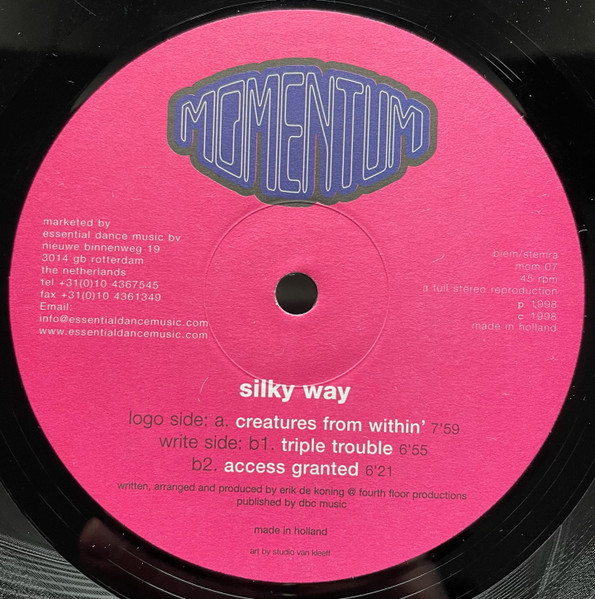 MOMENTUM
marketed by
essential dance music bv.
nieuwe binnenweg 19
3014 gb rotterdam
the netherlands
tel +31(0)10 4367545
fax +31(0)10 4361349
Email:
info@essentialdancemusic.com
www.essentialdancemusic.com
biem/stemra
mom 07
45 rpm
a full stereo reproduction
p 1998
c 1998
made in holland
silky way
logo side: a. creatures from within' 7'59
write side: b1. triple trouble 6'55
b2. access granted 6'21
written, arranged and produced by erik de koning @ fourth floor productions
published by dbc music
made in holland
art by studio van kleeff